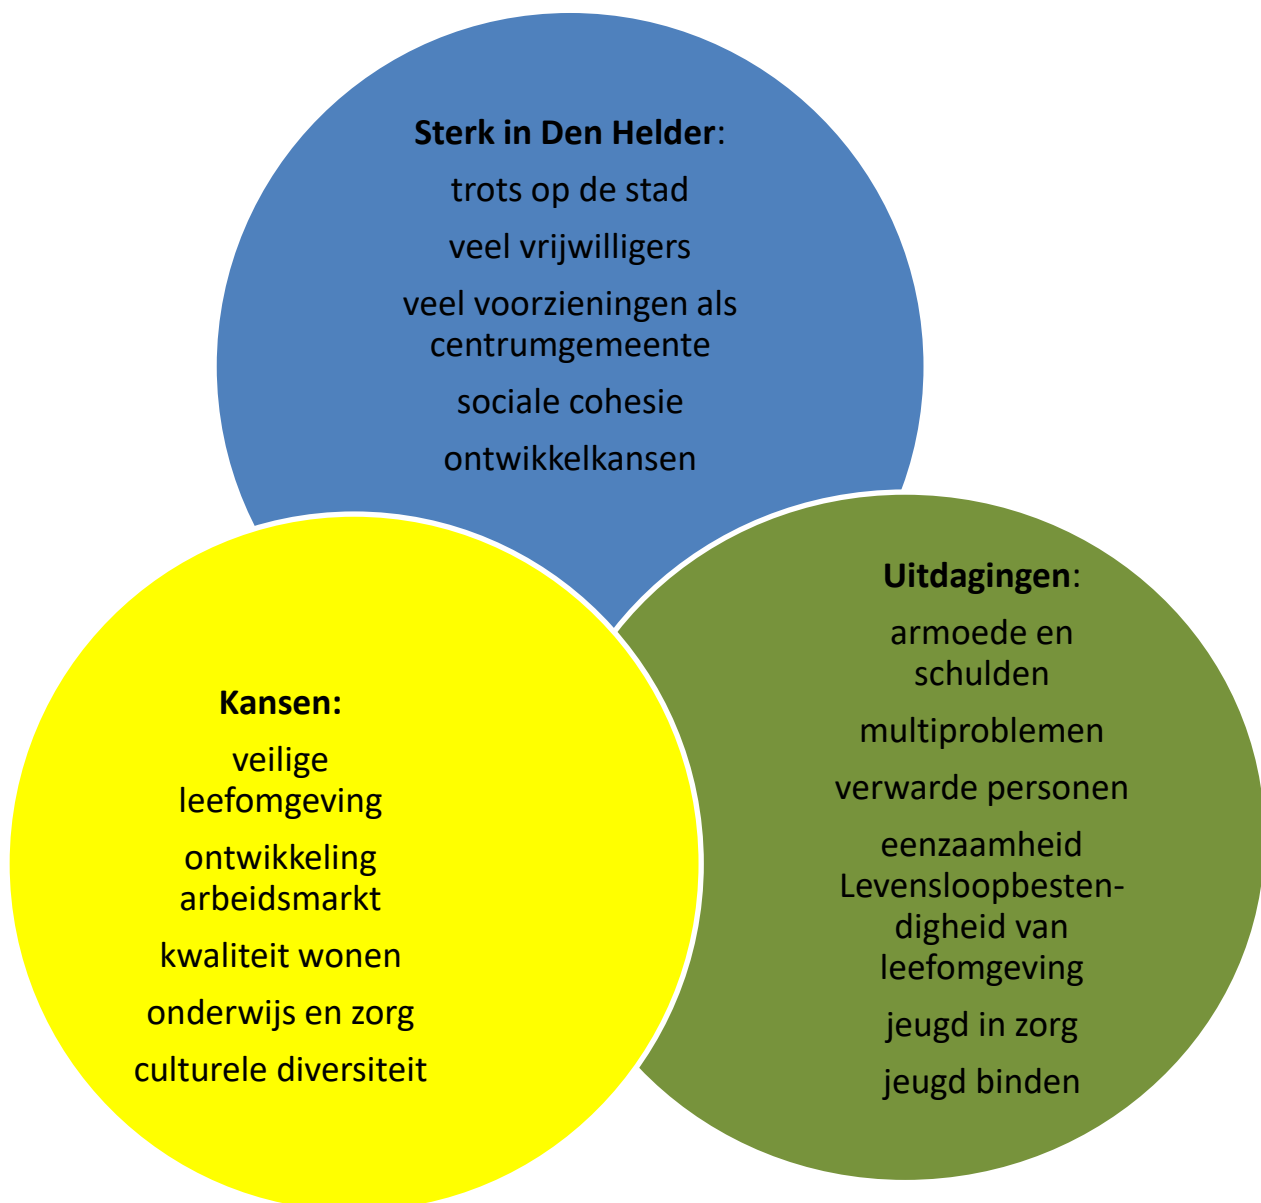 Sterk in Den Helder:
trots op de stad
veel vrijwilligers
veel voorzieningen als
centrumgemeente
sociale cohesie
ontwikkelkansen
Kansen:
veilige
leefomgeving
ontwikkeling
arbeidsmarkt
kwaliteit wonen
onderwijs en zorg
culturele diversiteit
Uitdagingen:
armoede en
schulden
multiproblemen
verwarde personen
eenzaamheid
Levensloopbesten-
digheid van
leefomgeving
jeugd in zorg
jeugd binden